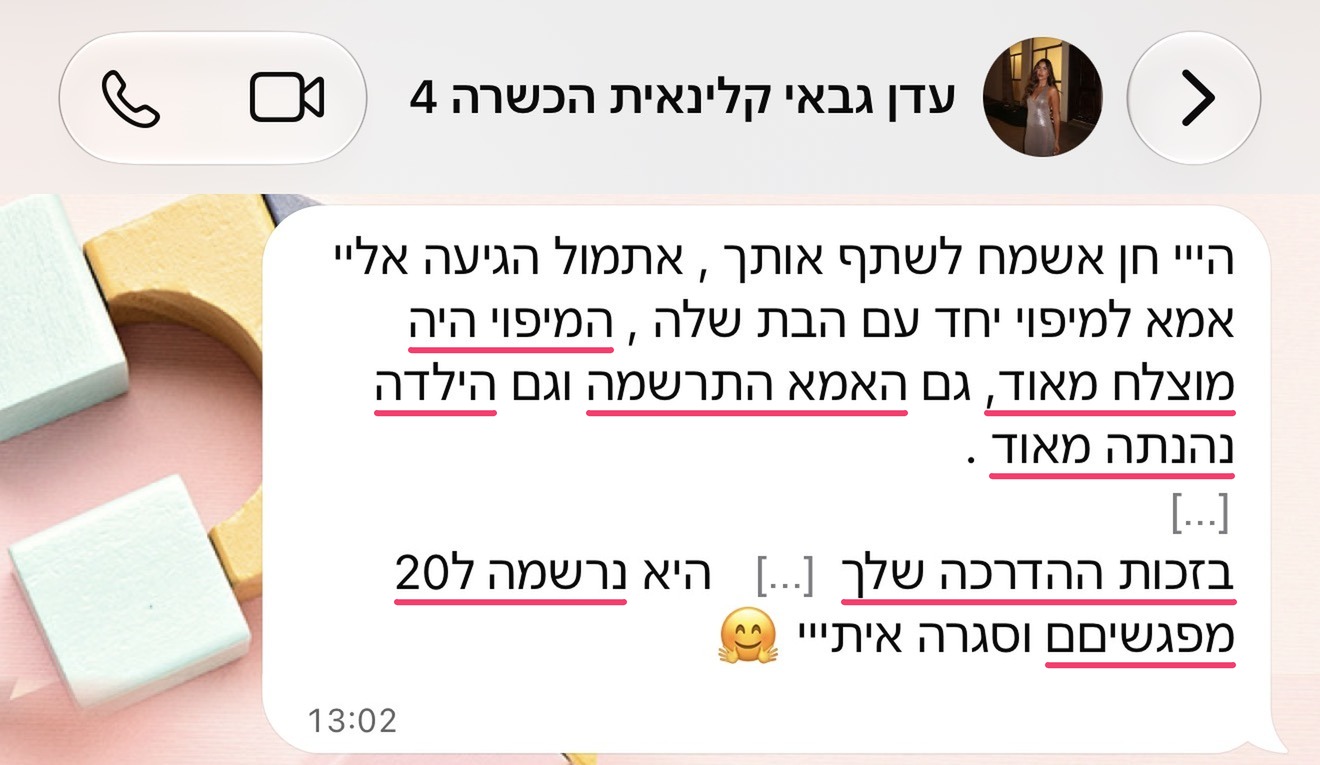 עדן גבאי קלינאית הכשרה 4
הייי חן אשמח לשתף אותך , אתמול הגיעה אליי
אמא למיפוי יחד עם הבת שלה , המיפוי היה
מוצלח מאוד, גם האמא התרשמה וגם הילדה
נהנתה מאוד .
[...]
בזכות ההדרכה שלך [...] היא נרשמה ל20
מפגשיםם וסגרה איתייי 🤗
13:02